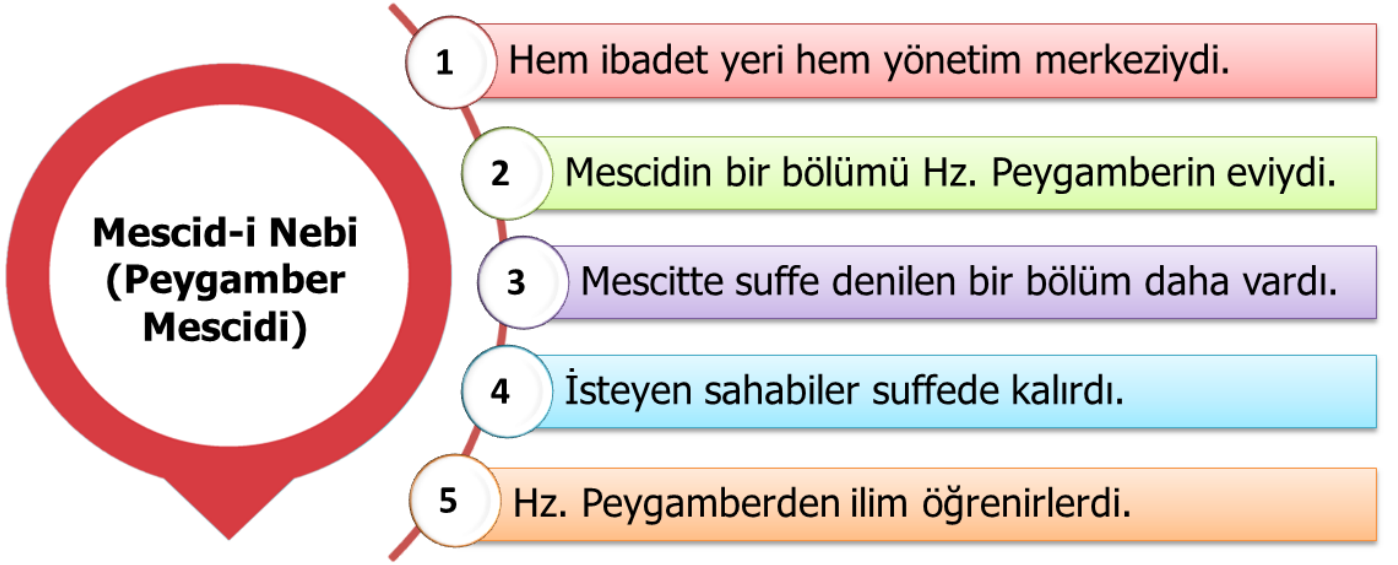 Mescid-i Nebi
(Peygamber
Mescidi)
1 Hem ibadet yeri hem yönetim merkeziydi.
2 Mescidin bir bölümü Hz. Peygamberin eviydi.
3 Mescitte suffe denilen bir bölüm daha vardı.
4 İsteyen sahabiler suffede kalırdı.
5 Hz. Peygamberden ilim öğrenirlerdi.